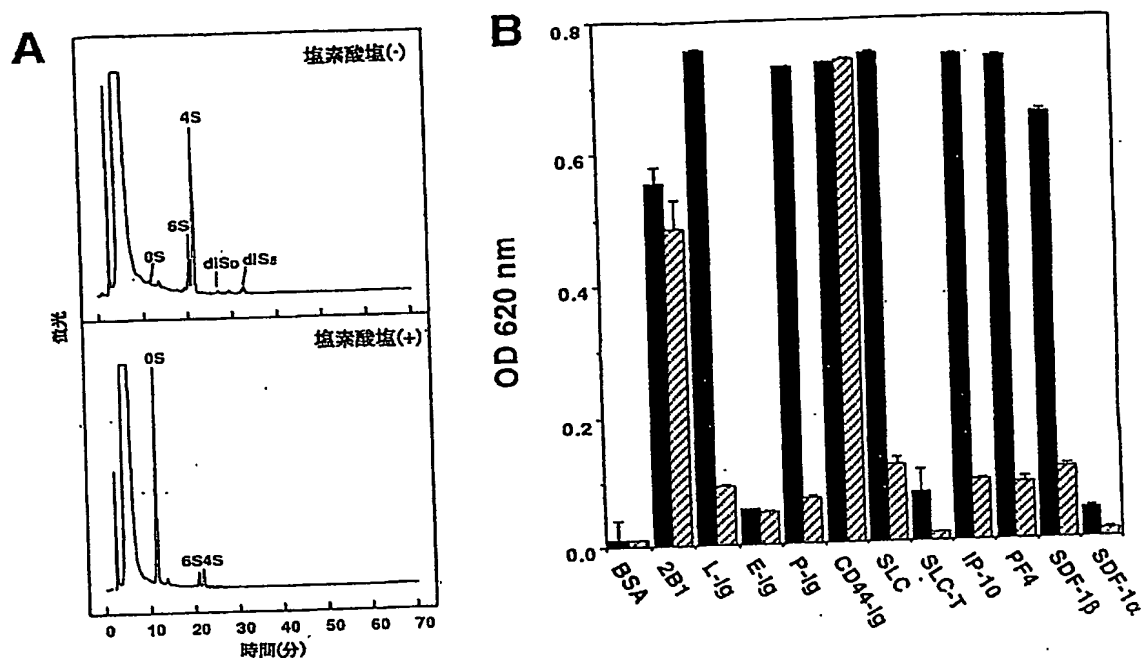 A
塩素酸塩(-)
4S
6S
0S
diSD
diSE
蛍光
塩素酸塩(+)
0S
6S4S
0 10 20 30 40 50 60 70
時間(分)
B
0.8
0.6
0.4
0.2
0.0
OD 620 nm
BSA
2B1
L-Ig
E-Ig
P-Ig
CD44-Ig
SLC
SLC-T
IP-10
PF4
SDF-1β
SDF-1α